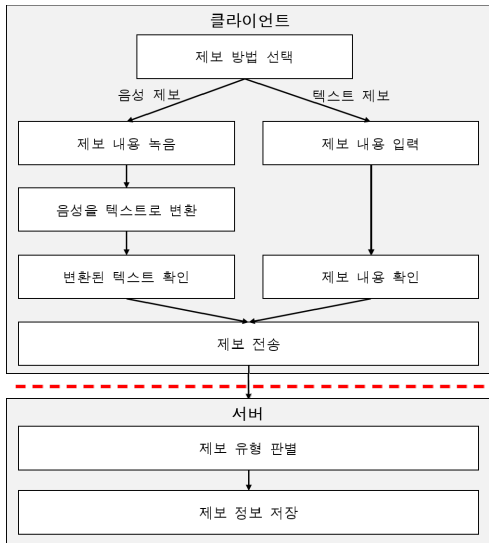 클라이언트
제보 방법 선택
음성 제보
텍스트 제보
제보 내용 녹음
제보 내용 입력
음성을 텍스트로 변환
변환된 텍스트 확인
제보 내용 확인
제보 전송
서버
제보 유형 판별
제보 정보 저장